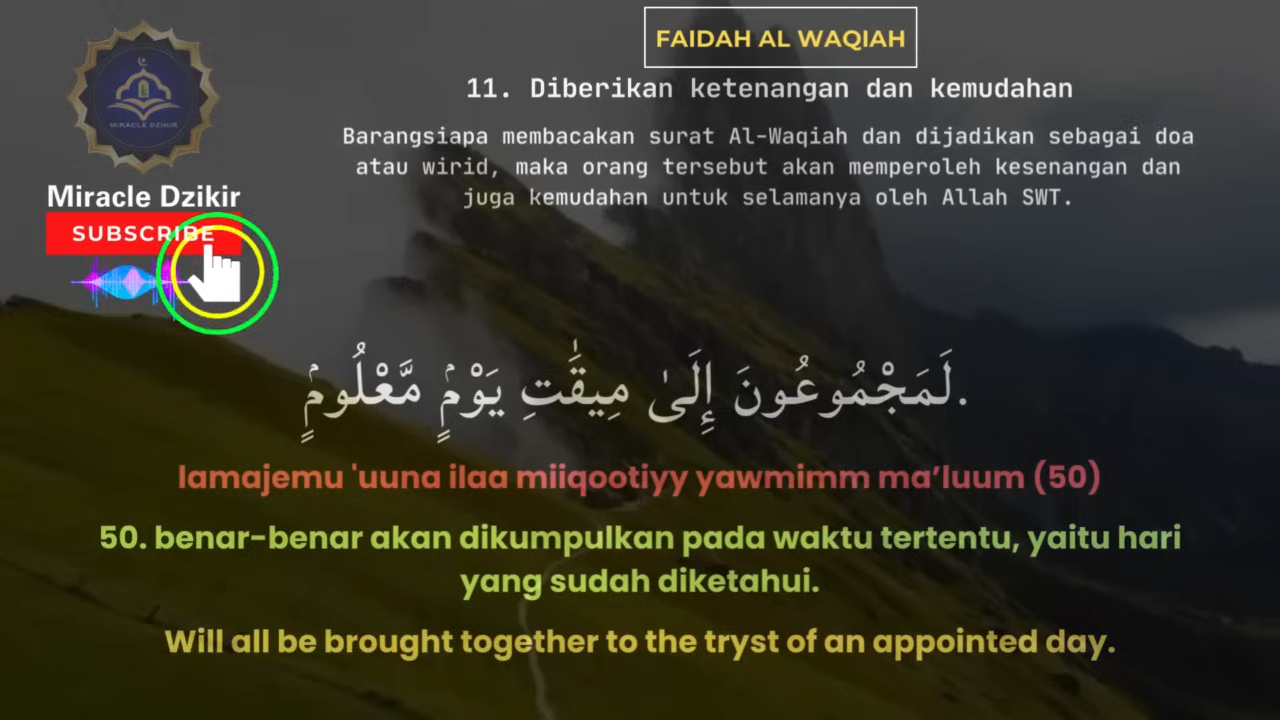 FAIDAH AL WAQIAH
11. Diberikan ketenangan dan kemudahan
Barangsiapa membacakan surat Al-Waqiah dan dijadikan sebagai doa
atau wirid, maka orang tersebut akan memperoleh kesenangan dan
juga kemudahan untuk selamanya oleh Allah SWT.
MIRACLE DZIKIR
Miracle Dzikir
SUBSCRIBE
لَمَجْمُوعُونَ إِلَىٰ مِيقَٰتِ يَوْمٍۢ مَّعْلُومٍۢ.
lamajemu 'uuna ilaa miiqootiyy yawmimm ma’luum (50)
50. benar-benar akan dikumpulkan pada waktu tertentu, yaitu hari
yang sudah diketahui.
Will all be brought together to the tryst of an appointed day.